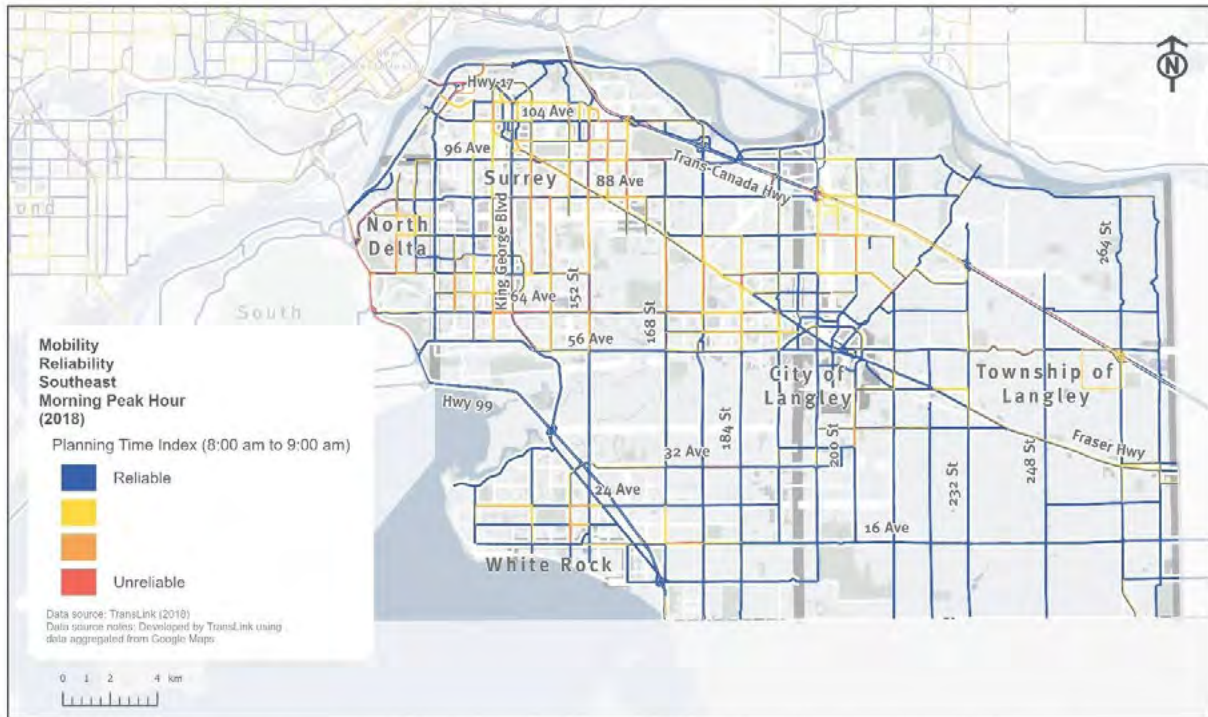 N
Hwy 17
104 Ave
96 Ave
Trans-Canada Hwy
Surrey
88 Ave
North
Delta
King George Blvd
264 St
152 St
64 Ave
168 St
South
56 Ave
City of
Langley
Township of
Langley
Hwy 99
184 St
200 St
Fraser Hwy
32 Ave
248 St
232 St
24 Ave
16 Ave
White Rock
Mobility
Reliability
Southeast
Morning Peak Hour
(2018)
Planning Time Index (8:00 am to 9:00 am)
Reliable
Unreliable
Data source: TransLink (2018)
Data source notes: Developed by TransLink using
data aggregated from Google Maps
0 1 2 4 km